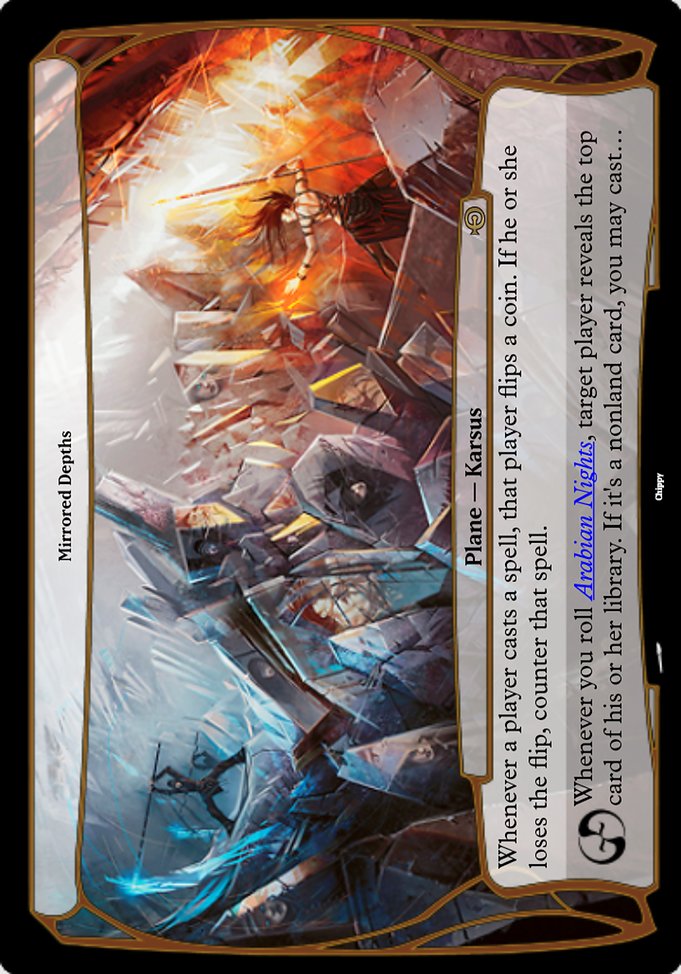 Mirrored Depths
Plane — Karsus
Whenever a player casts a spell, that player flips a coin. If he or she
loses the flip, counter that spell.
Whenever you roll Arabian Nights, target player reveals the top
card of his or her library. If it's a nonland card, you may cast…
Chippy